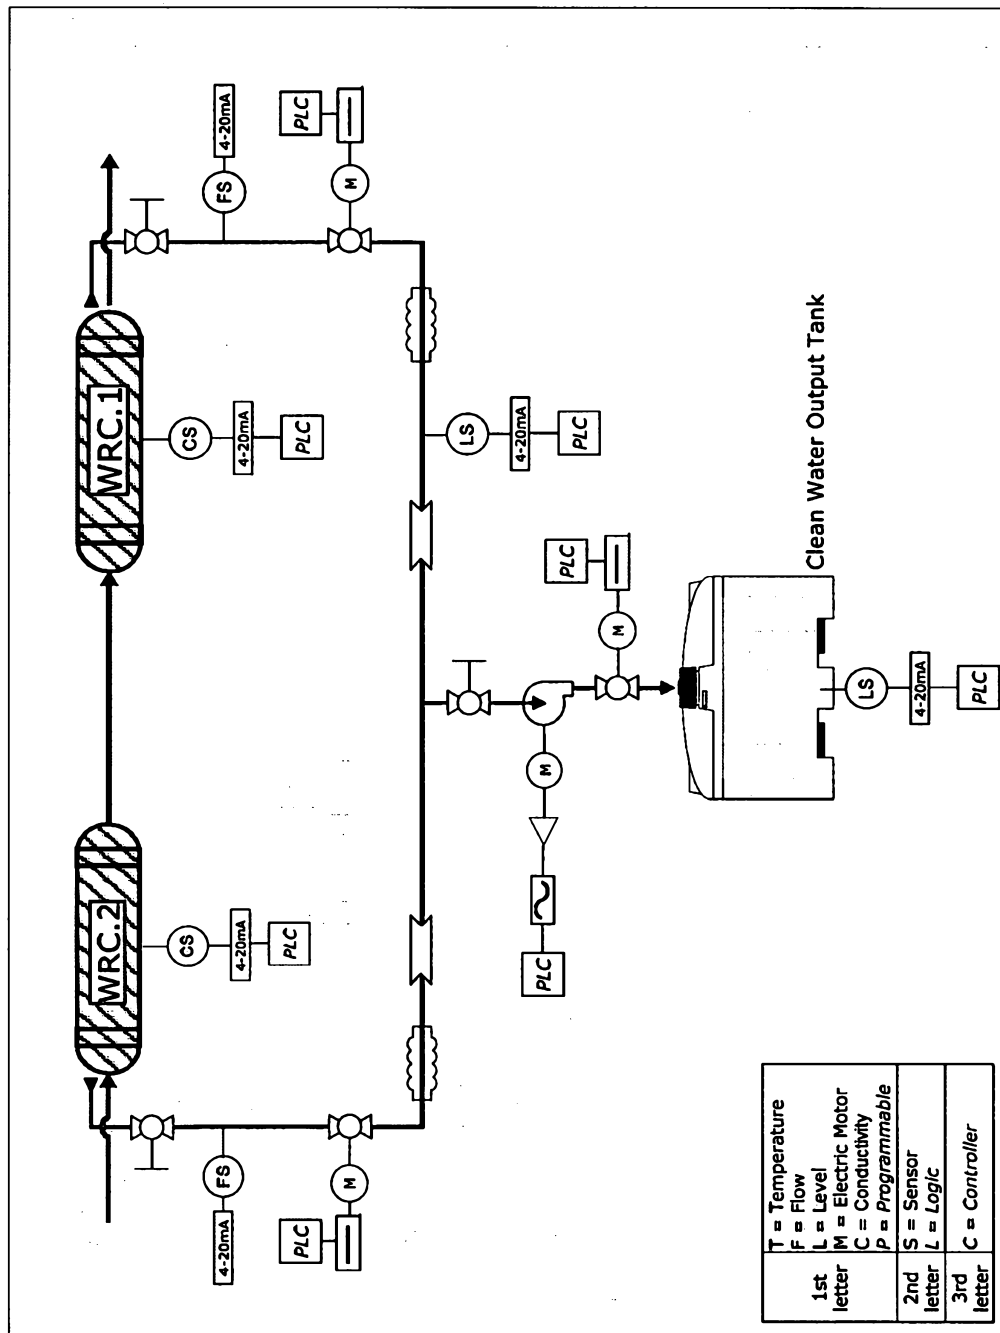 4-20mA
FS
PLC
M
WRC.1
CS
4-20mA
PLC
LS
4-20mA
PLC
WRC.2
CS
4-20mA
PLC
4-20mA
FS
PLC
M
PLC
M
M
PLC
Clean Water Output Tank
LS
4-20mA
PLC
1st letter
T = Temperature
F = Flow
L = Level
M = Electric Motor
C = Conductivity
P = Programmable
2nd letter
S = Sensor
L = Logic
3rd letter
C = Controller